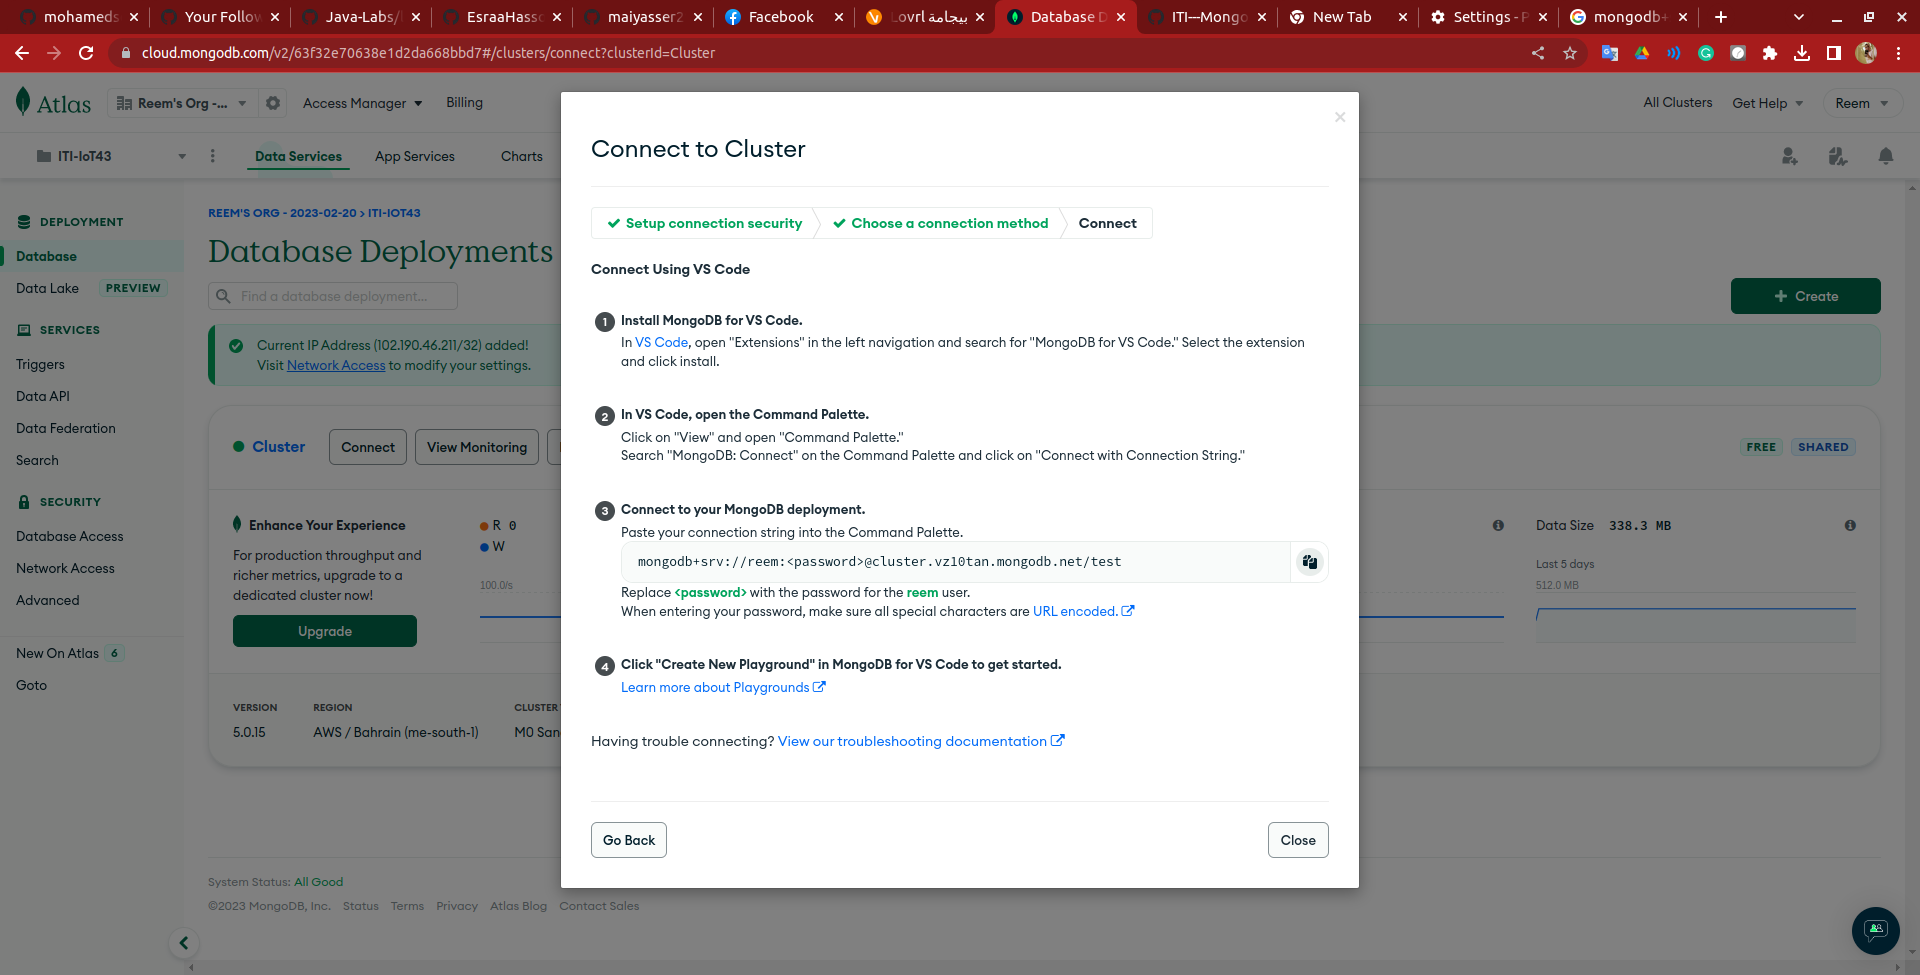 mohameds
Your Follow
Java-Labs/
EsraaHasso
maiyasser2
Facebook
Lovrl بيجامة
Database D
ITI---Mongo
New Tab
Settings - P
mongodb+
cloud.mongodb.com/v2/63f32e70638e1d2da668bbd7#/clusters/connect?clusterId=Cluster
Atlas
Reem's Org -...
Access Manager
Billing
All Clusters
Get Help
Reem
ITI-IoT43
Data Services
App Services
Charts
DEPLOYMENT
Database
Data Lake
PREVIEW
SERVICES
Triggers
Data API
Data Federation
Search
SECURITY
Database Access
Network Access
Advanced
New On Atlas 6
Goto
REEM'S ORG - 2023-02-20 > ITI-IOT43
Database Deployments
Find a database deployment...
+ Create
Current IP Address (102.190.46.211/32) added!
Visit Network Access to modify your settings.
Cluster
Connect
View Monitoring
FREE
SHARED
Enhance Your Experience
For production throughput and
richer metrics, upgrade to a
dedicated cluster now!
Upgrade
R 0
W
100.0/s
Data Size 338.3 MB
Last 5 days
512.0 MB
VERSION
5.0.15
REGION
AWS / Bahrain (me-south-1)
CLUSTER
M0 San
Connect to Cluster
Setup connection security
Choose a connection method
Connect
Connect Using VS Code
1 Install MongoDB for VS Code.
In VS Code, open "Extensions" in the left navigation and search for "MongoDB for VS Code." Select the extension
and click install.
2 In VS Code, open the Command Palette.
Click on "View" and open "Command Palette."
Search "MongoDB: Connect" on the Command Palette and click on "Connect with Connection String."
3 Connect to your MongoDB deployment.
Paste your connection string into the Command Palette.
mongodb+srv://reem:<password>@cluster.vz10tan.mongodb.net/test
Replace <password> with the password for the reem user.
When entering your password, make sure all special characters are URL encoded.
4 Click "Create New Playground" in MongoDB for VS Code to get started.
Learn more about Playgrounds
Having trouble connecting? View our troubleshooting documentation
Go Back
Close
System Status: All Good
©2023 MongoDB, Inc. Status Terms Privacy Atlas Blog Contact Sales